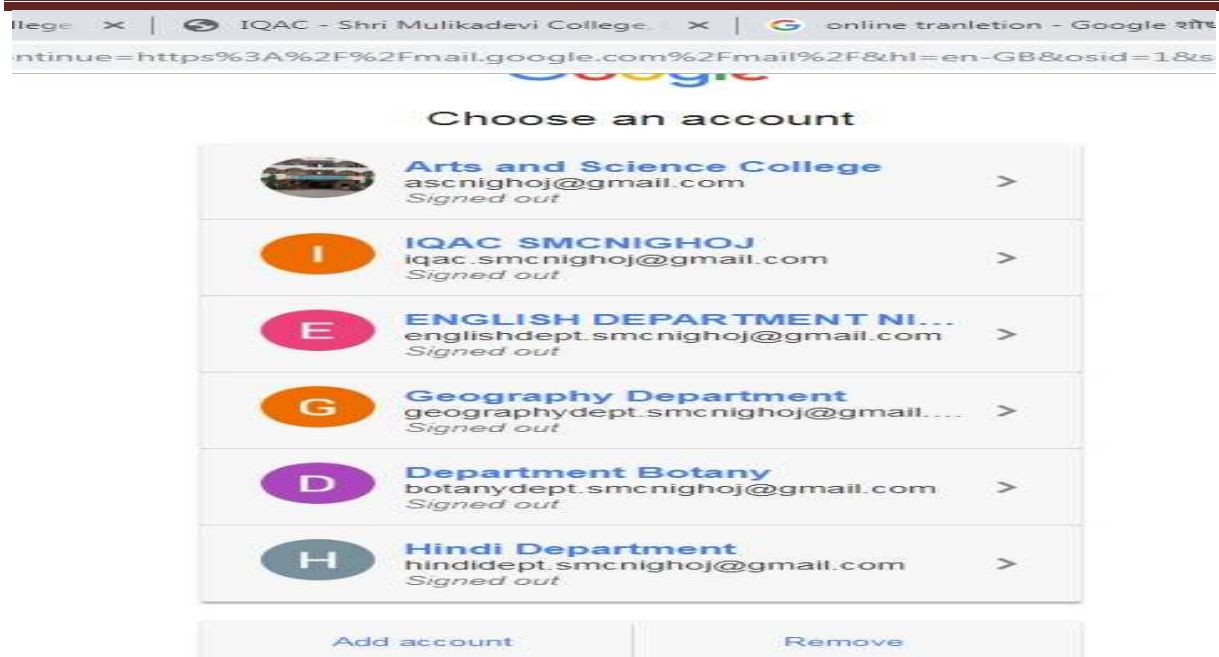 llege × | IQAC - Shri Mulikadevi College. × | G online tranletion - Google शोध
ntinue=https%3A%2F%2Fmail.google.com%2Fmail%2F&hl=en-GB&osid=1&s
Google
Choose an account
Arts and Science College
ascnighoj@gmail.com >
Signed out
I IQAC SMCNIGHOJ
iqac.smcnighoj@gmail.com >
Signed out
E ENGLISH DEPARTMENT NI...
englishdept.smcnighoj@gmail.com >
Signed out
G Geography Department
geographydept.smcnighoj@gmail.... >
Signed out
D Department Botany
botanydept.smcnighoj@gmail.com >
Signed out
H Hindi Department
hindidept.smcnighoj@gmail.com >
Signed out
Add account | Remove